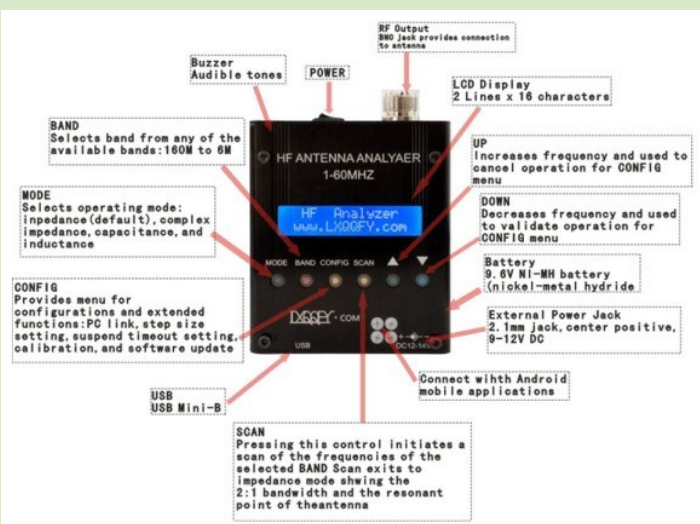 RF Output
BNO jack provides connection
to antenna
Buzzer
Audible tones
POWER
LCD Display
2 Lines x 16 characters
BAND
Selects band from any of the
available bands:160M to 6M
UP
Increases frequency and used to
cancel operation for CONFIG
menu
MODE
Selects operating mode:
inpedance(default), complex
impedance, capacitance, and
inductance
DOWN
Decreases frequency and used
to validate operation for
CONFIG menu
HF ANTENNA ANALYAER
1-60MHZ
HF Analyzer
www.LXQQFY.com
MODE BAND CONFIG SCAN ▲ ▼
CONFIG
Provides menu for
configurations and extended
functions:PC link, step size
setting, suspend timeout setting,
calibration, and software update
Battery
9.6V NI-MH battery
(nickel-metal hydride
External Power Jack
2.1mm jack, center positive,
9-12V DC
LXQQFY·COM
USB
DC12-14V
Connect wihth Android
mobile applications
USB
USB Mini-B
SCAN
Pressing this control initiates a
scan of the frequencies of the
selected BAND Scan exits to
impedance mode shwing the
2:1 bandwidth and the resonant
point of theantenna